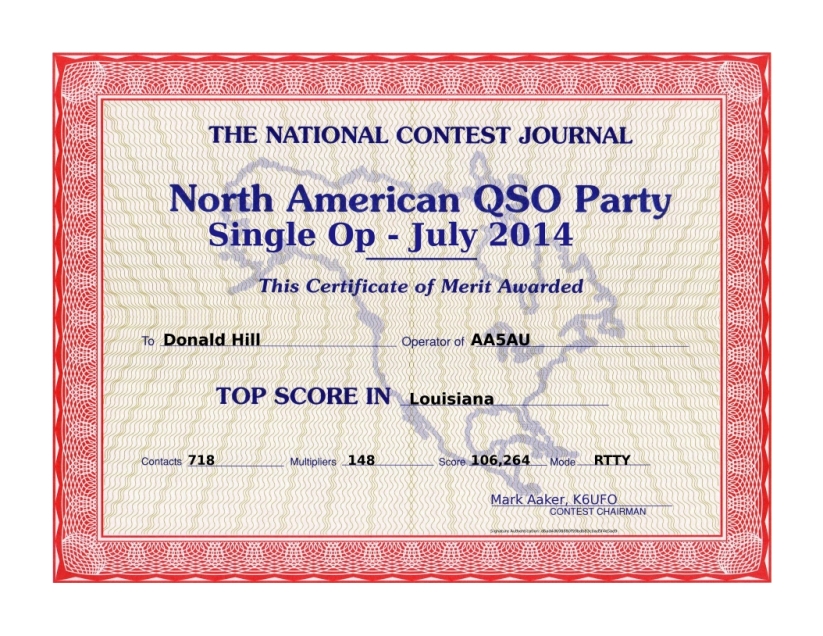 THE NATIONAL CONTEST JOURNAL
North American QSO Party
Single Op - July 2014
This Certificate of Merit Awarded
To Donald Hill Operator of AA5AU
TOP SCORE IN Louisiana
Contacts 718 Multipliers 148 Score 106,264 Mode RTTY
Mark Aaker, K6UFO
CONTEST CHAIRMAN
Signature Authentication: